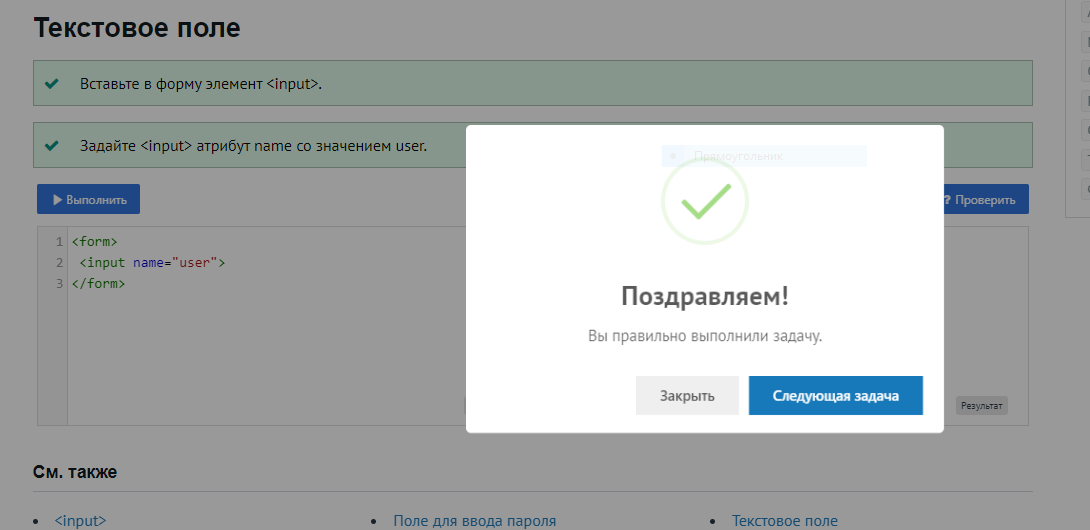 Текстовое поле
Вставьте в форму элемент <input>.
Задайте <input> атрибут name со значением user.
Прямоугольник
Выполнить
? Проверить
1 <form>
2 <input name="user">
3 </form>
Поздравляем!
Вы правильно выполнили задачу.
Закрыть
Следующая задача
Результат
См. также
<input>
Поле для ввода пароля
Текстовое поле